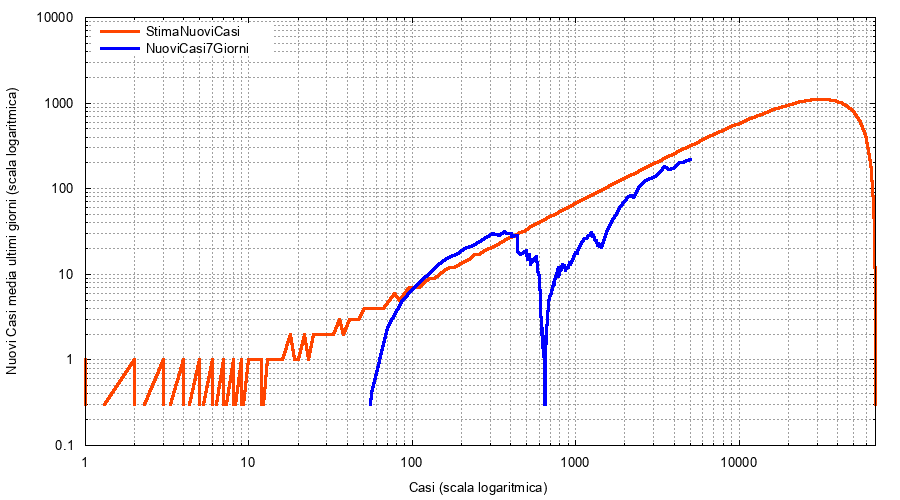 StimaNuoviCasi
NuoviCasi7Giorni
Nuovi Casi media ultimi giorni (scala logaritmica)
10000
1000
100
10
1
0.1
1
10
100
1000
10000
Casi (scala logaritmica)